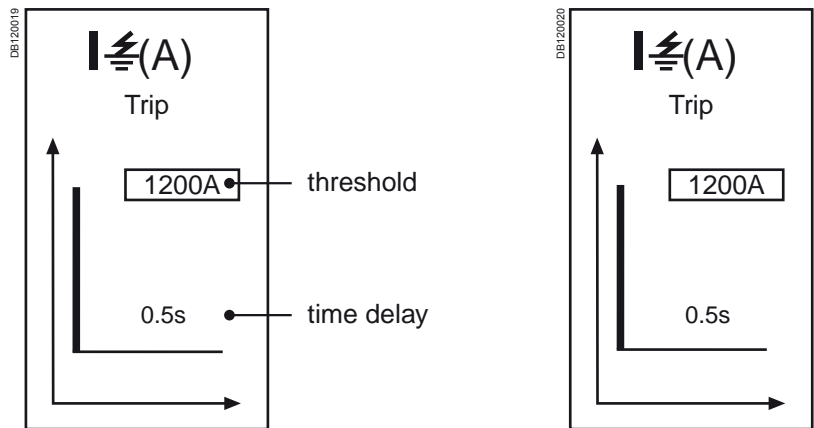 DB120019
I (A)
Trip
1200A
threshold
0.5s
time delay
DB120020
I (A)
Trip
1200A
0.5s